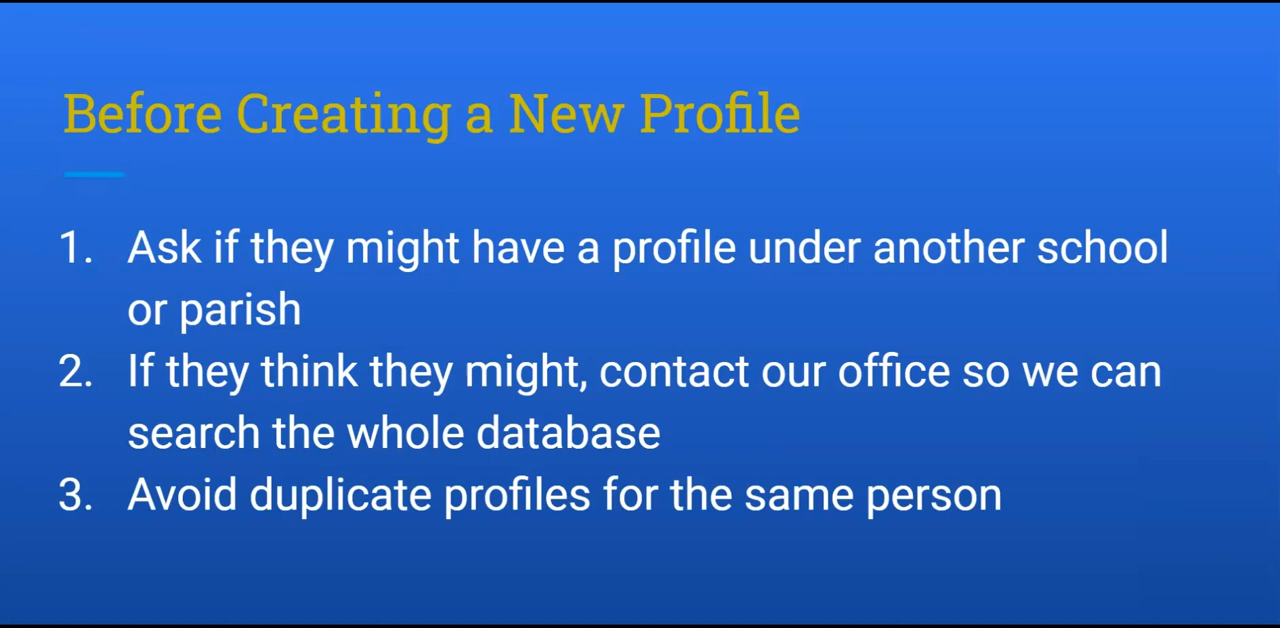 Before Creating a New Profile
1. Ask if they might have a profile under another school
or parish
2. If they think they might, contact our office so we can
search the whole database
3. Avoid duplicate profiles for the same person